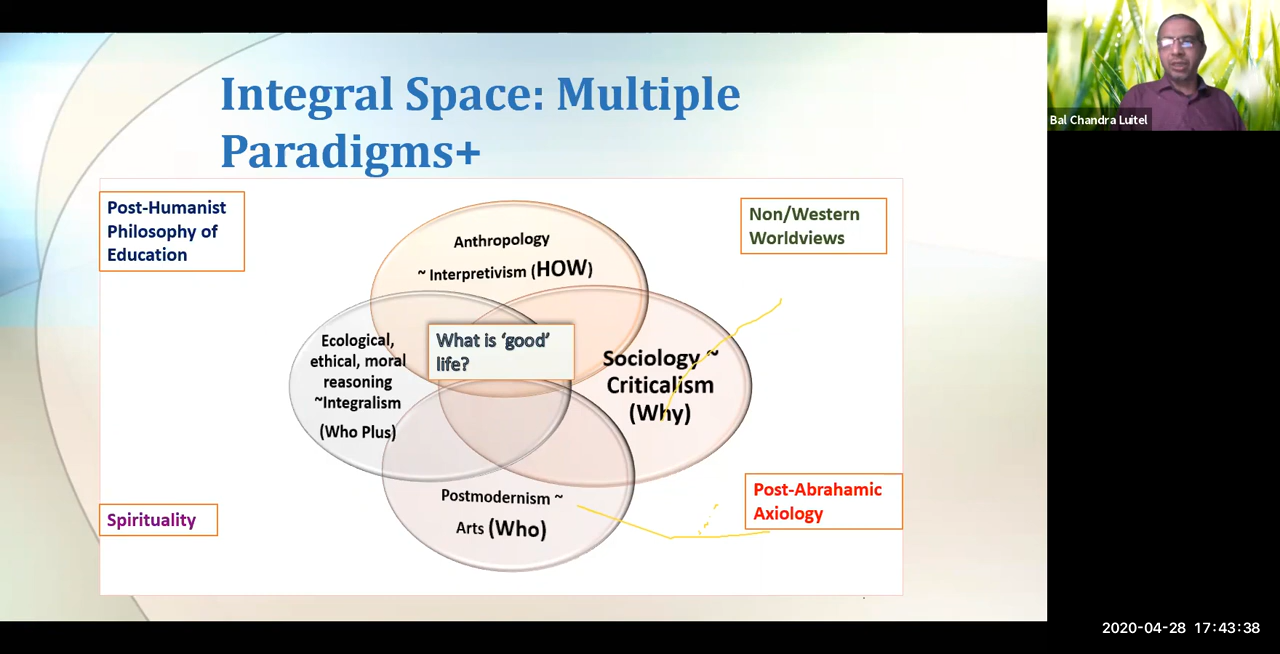 Integral Space: Multiple
Paradigms+
Bal Chandra Luitel
Post-Humanist
Philosophy of
Education
Non/Western
Worldviews
Anthropology
~ Interpretivism (HOW)
What is ‘good’
life?
Ecological,
ethical, moral
reasoning
~Integralism
(Who Plus)
Sociology ~
Criticalism
(Why)
Postmodernism ~
Arts (Who)
Spirituality
Post-Abrahamic
Axiology
2020-04-28 17:43:38